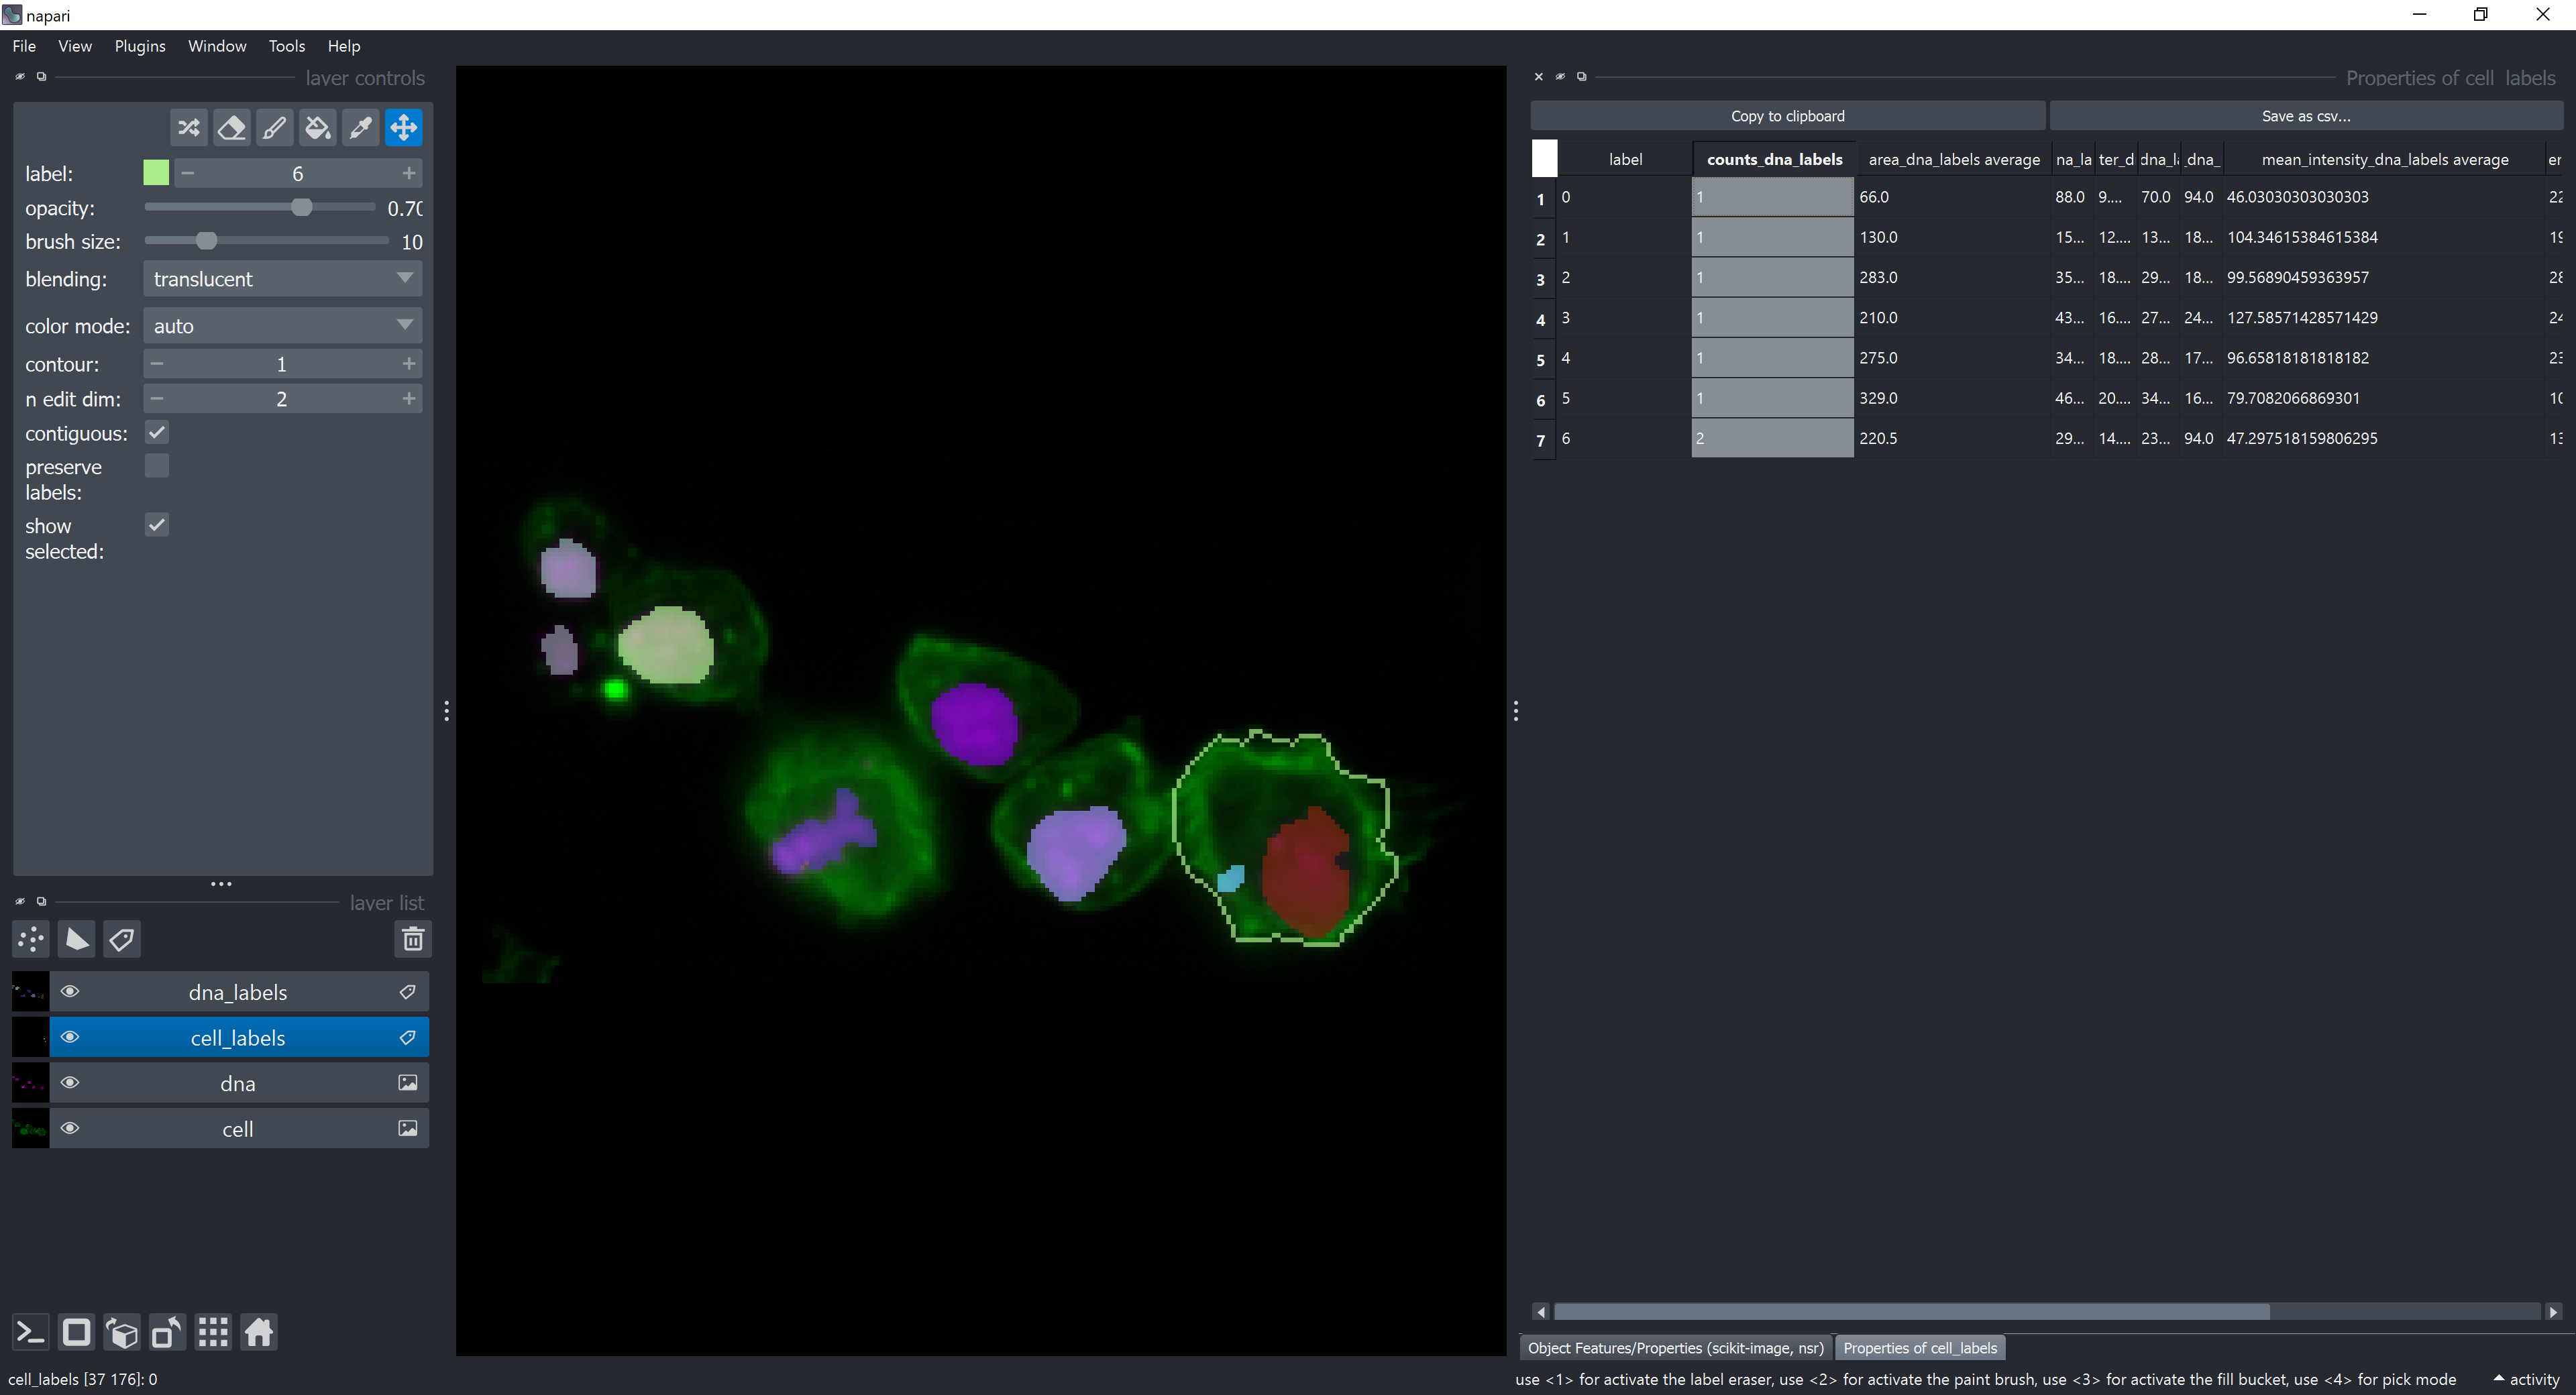 napari
File View Plugins Window Tools Help
layer controls
label: 6
opacity: 0.70
brush size: 10
blending: translucent
color mode: auto
contour: 1
n edit dim: 2
contiguous:
preserve
labels:
show
selected:
layer list
dna_labels
cell_labels
dna
cell
Properties of cell_labels
Copy to clipboard Save as csv...
label counts_dna_labels area_dna_labels average na_la ter_d dna_l _dna_ mean_intensity_dna_labels average er
1 0 1 66.0 88.0 9.... 70.0 94.0 46.03030303030303 22
2 1 1 130.0 15... 12.... 13... 18... 104.34615384615384 19
3 2 1 283.0 35... 18.... 29... 18... 99.56890459363957 28
4 3 1 210.0 43... 16.... 27... 24... 127.58571428571429 24
5 4 1 275.0 34... 18.... 28... 17... 96.65818181818182 23
6 5 1 329.0 46... 20.... 34... 16... 79.7082066869301 10
7 6 2 220.5 29... 14.... 23... 94.0 47.297518159806295 13
Object Features/Properties (scikit-image, nsr) Properties of cell_labels
cell_labels [37 176]: 0
use <1> for activate the label eraser, use <2> for activate the paint brush, use <3> for activate the fill bucket, use <4> for pick mode activity